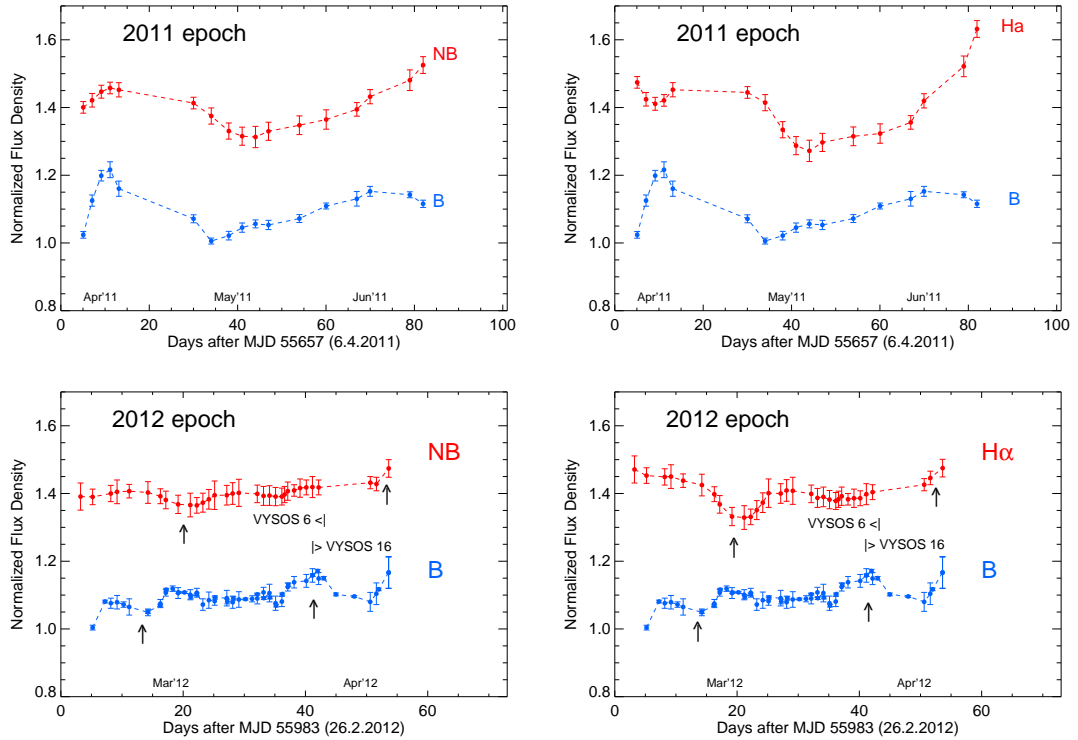 2011 epoch
NB
B
Normalized Flux Density
1.6
1.4
1.2
1.0
0.8
Apr'11 May'11 Jun'11
0 20 40 60 80 100
Days after MJD 55657 (6.4.2011)
2011 epoch
Ha
B
Normalized Flux Density
1.6
1.4
1.2
1.0
0.8
Apr'11 May'11 Jun'11
0 20 40 60 80 100
Days after MJD 55657 (6.4.2011)
2012 epoch
NB
VYSOS 6 <|
|> VYSOS 16
B
Normalized Flux Density
1.6
1.4
1.2
1.0
0.8
Mar'12 Apr'12
0 20 40 60
Days after MJD 55983 (26.2.2012)
2012 epoch
Hα
VYSOS 6 <|
|> VYSOS 16
B
Normalized Flux Density
1.6
1.4
1.2
1.0
0.8
Mar'12 Apr'12
0 20 40 60
Days after MJD 55983 (26.2.2012)